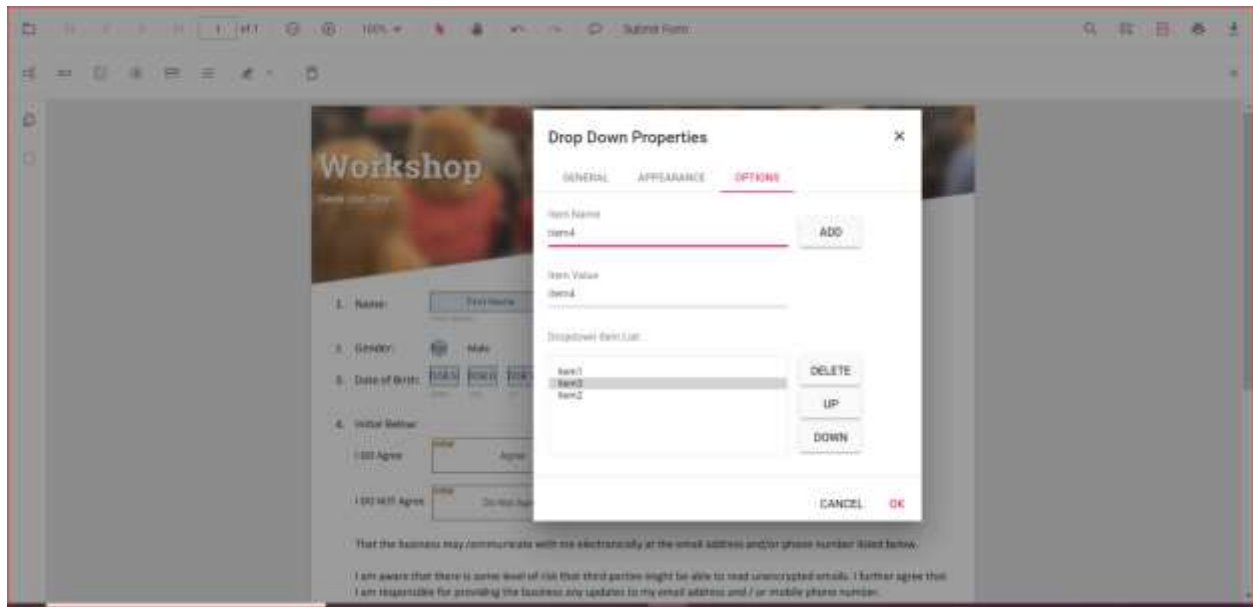 1 of 1 100% Submit Form
Drop Down Properties
GENERAL APPEARANCE OPTIONS
Workshop
Item Name
item4 ADD
Item Value
item4
1. Name: First Name
Dropdown Item List
2. Gender: Male
item1 DELETE
item3
3. Date of Birth:
item2
UP
4. Initial Below
DOWN
Initial
I DO Agree Agree
Initial
I DO NOT Agree Do Not
CANCEL OK
That the business may communicate with me electronically at the email address and/or phone number listed below.
I am aware that there is some level of risk that third parties might be able to read unencrypted emails. I further agree that
I am responsible for providing the business any updates to my email address and / or mobile phone number.